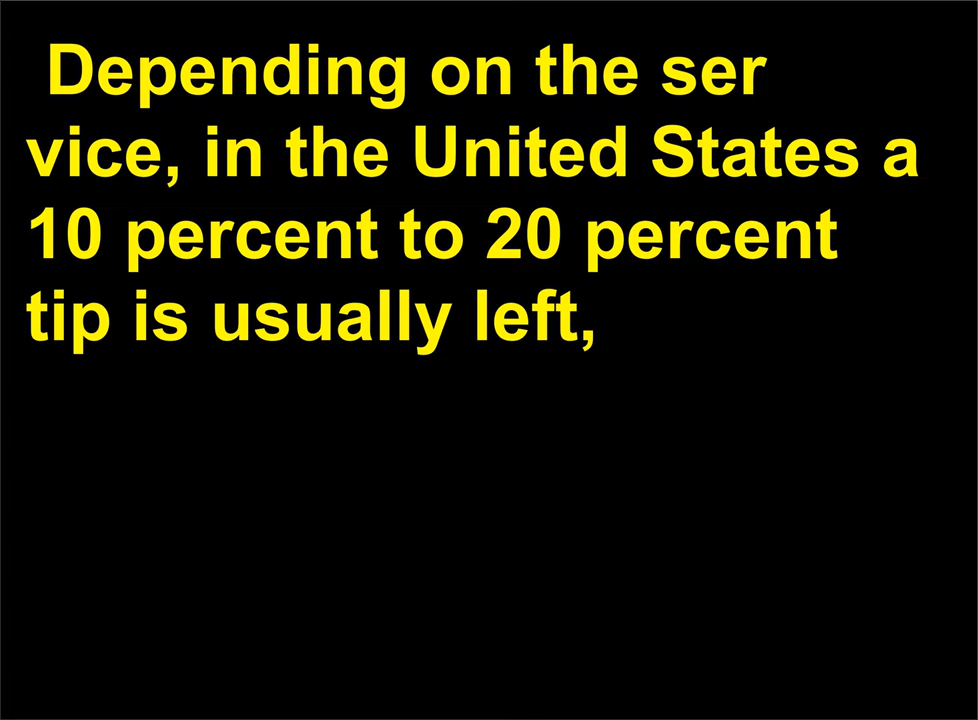 Depending on the ser
vice, in the United States a
10 percent to 20 percent
tip is usually left,